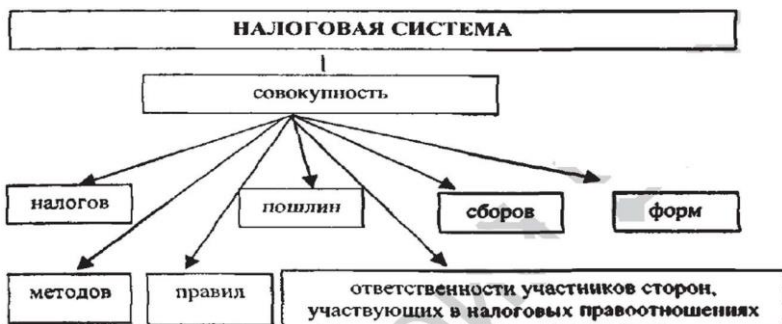 НАЛОГОВАЯ СИСТЕМА
совокупность
налогов
пошлин
сборов
форм
методов
правил
ответственности участников сторон,
участвующих в налоговых правоотношениях